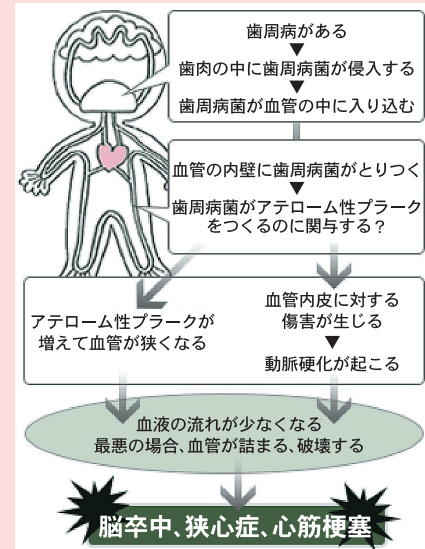 歯周病がある
▼
歯肉の中に歯周病菌が侵入する
▼
歯周病菌が血管の中に入り込む
血管の内壁に歯周病菌がとりつく
▼
歯周病菌がアテローム性プラーク
をつくるのに関与する?
アテローム性プラークが
増えて血管が狭くなる
血管内皮に対する
傷害が生じる
▼
動脈硬化が起こる
血液の流れが少なくなる
最悪の場合、血管が詰まる、破壊する
脳卒中、狭心症、心筋梗塞